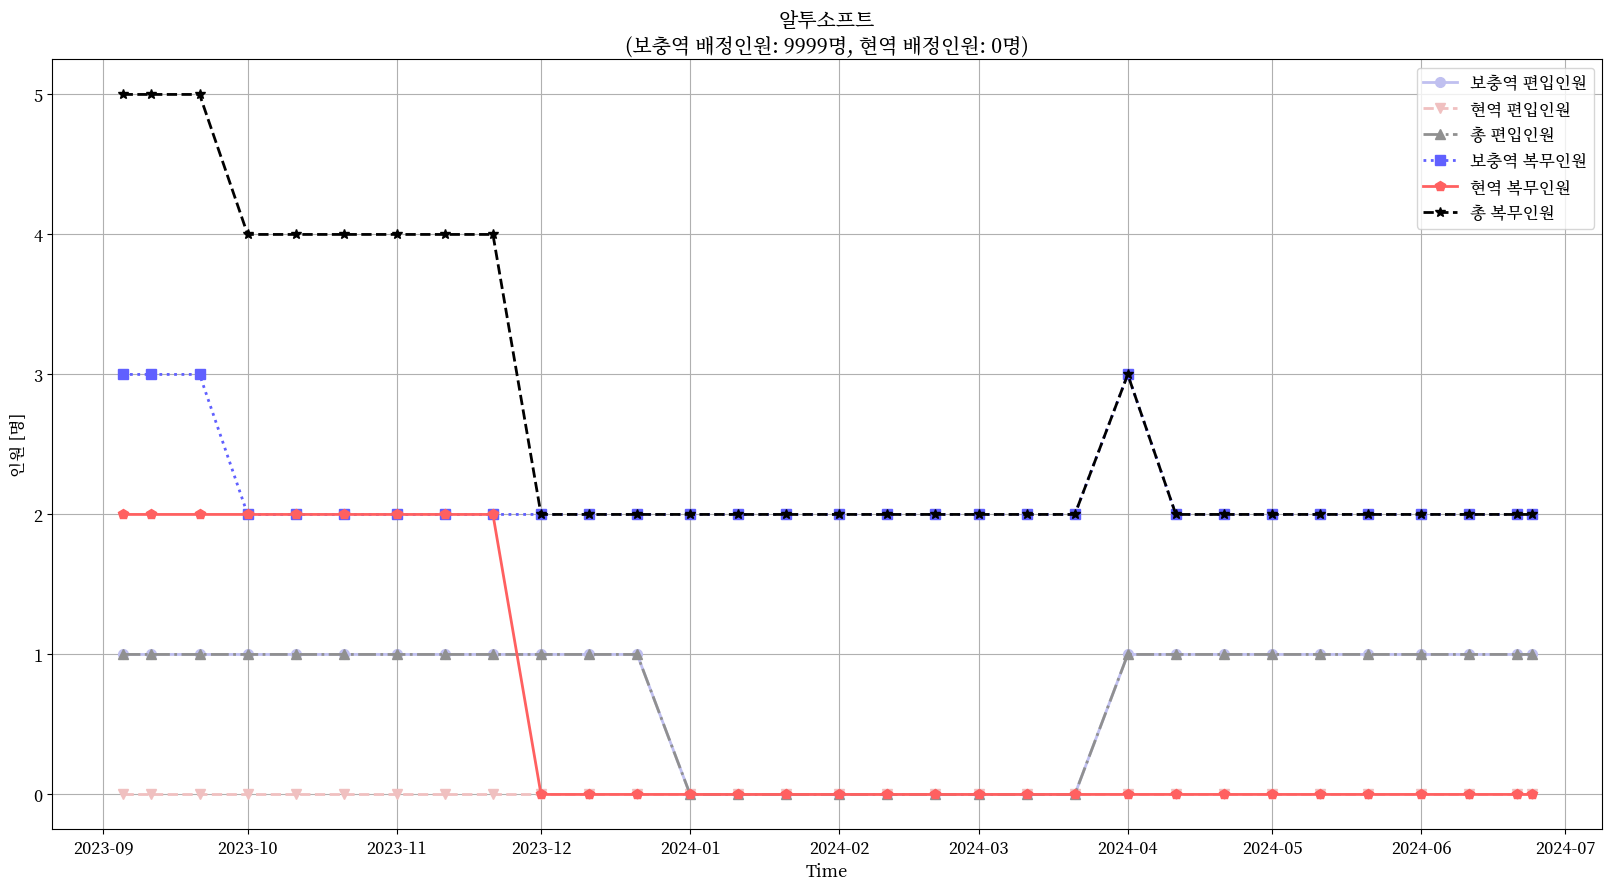 알투소프트
(보충역 배정인원: 9999명, 현역 배정인원: 0명)
보충역 편입인원
현역 편입인원
총 편입인원
보충역 복무인원
현역 복무인원
총 복무인원
인원 [명]
5
4
3
2
1
0
2023-09 2023-10 2023-11 2023-12 2024-01 2024-02 2024-03 2024-04 2024-05 2024-06 2024-07
Time